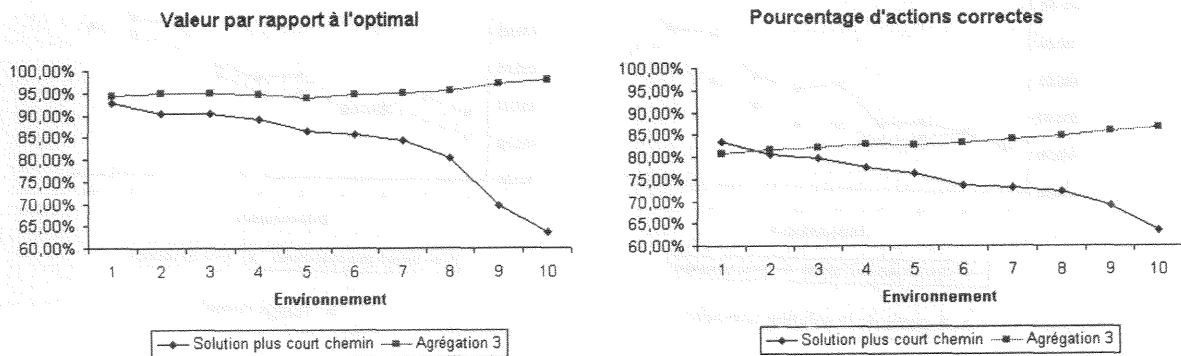 Valeur par rapport à l'optimal
100,00%
95,00%
90,00%
85,00%
80,00%
75,00%
70,00%
65,00%
60,00%
1 2 3 4 5 6 7 8 9 10
Environnement
Solution plus court chemin Agrégation 3
Pourcentage d'actions correctes
100,00%
95,00%
90,00%
85,00%
80,00%
75,00%
70,00%
65,00%
60,00%
1 2 3 4 5 6 7 8 9 10
Environnement
Solution plus court chemin Agrégation 3